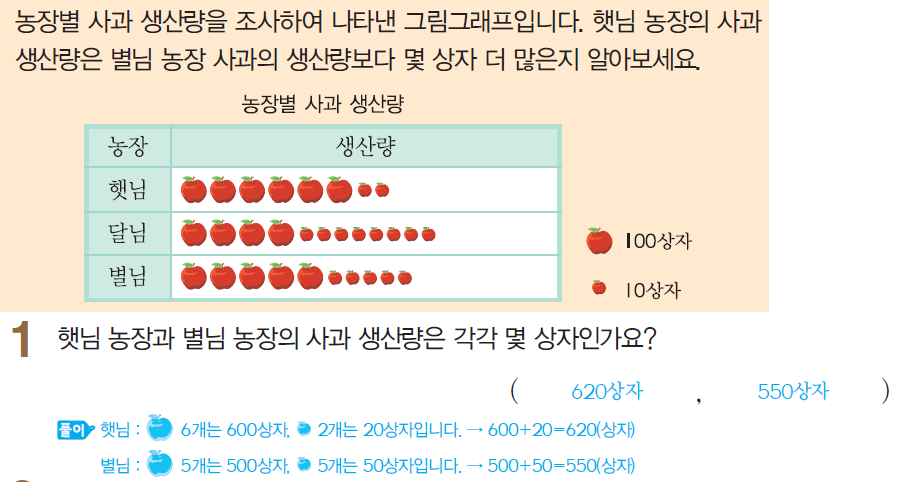 농장별 사과 생산량을 조사하여 나타낸 그림그래프입니다. 햇님 농장의 사과
생산량은 별님 농장 사과의 생산량보다 몇 상자 더 많은지 알아보세요.
농장별 사과 생산량
농장 생산량
햇님
달님
별님
100상자
10상자
1 햇님 농장과 별님 농장의 사과 생산량은 각각 몇 상자인가요?
( 620상자 , 550상자 )
풀이 햇님 : 6개는 600상자, 2개는 20상자입니다. → 600+20=620(상자)
별님 : 5개는 500상자, 5개는 50상자입니다. → 500+50=550(상자)